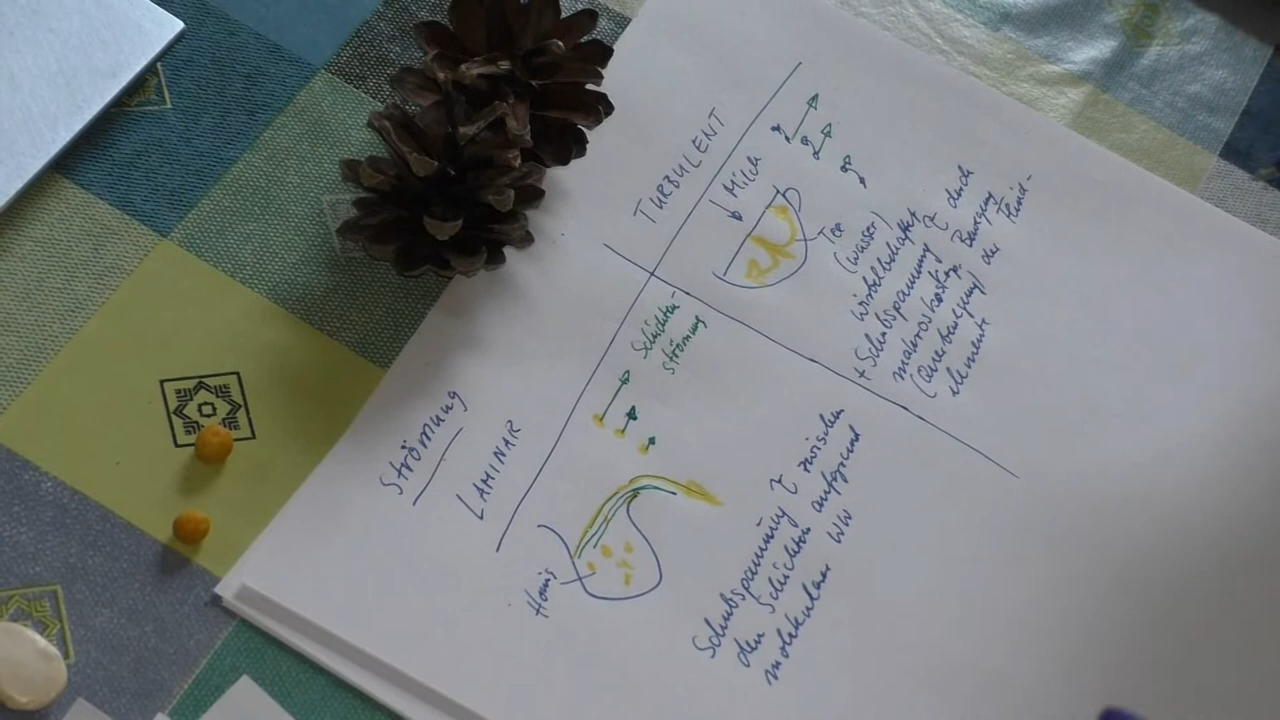 Strömung
LAMINAR
TURBULENT
Schichten-
strömung
Honig
Schubspannung τ zwischen
den Schichten aufgrund
molekularer WW
↓ Milch
Tee
(Wasser)
wirbelbehaftet
+ Schubspannung τ durch
makroskop. Bewegung
(Querbewegung) der Fluid-
elemente